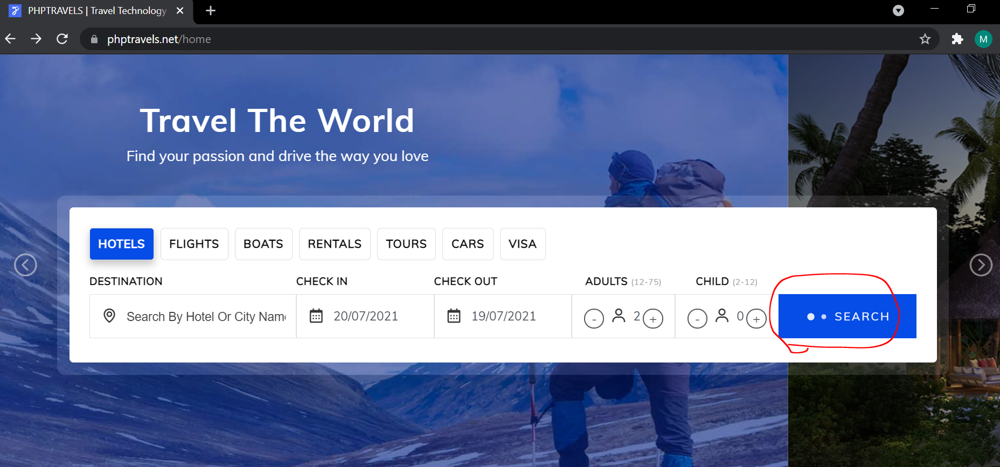 PHPTRAVELS | Travel Technology
phptravels.net/home
M
Travel The World
Find your passion and drive the way you love
HOTELS FLIGHTS BOATS RENTALS TOURS CARS VISA
DESTINATION CHECK IN CHECK OUT ADULTS (12-75) CHILD (2-12)
Search By Hotel Or City Nam 20/07/2021 19/07/2021 - 2 + - 0 + SEARCH